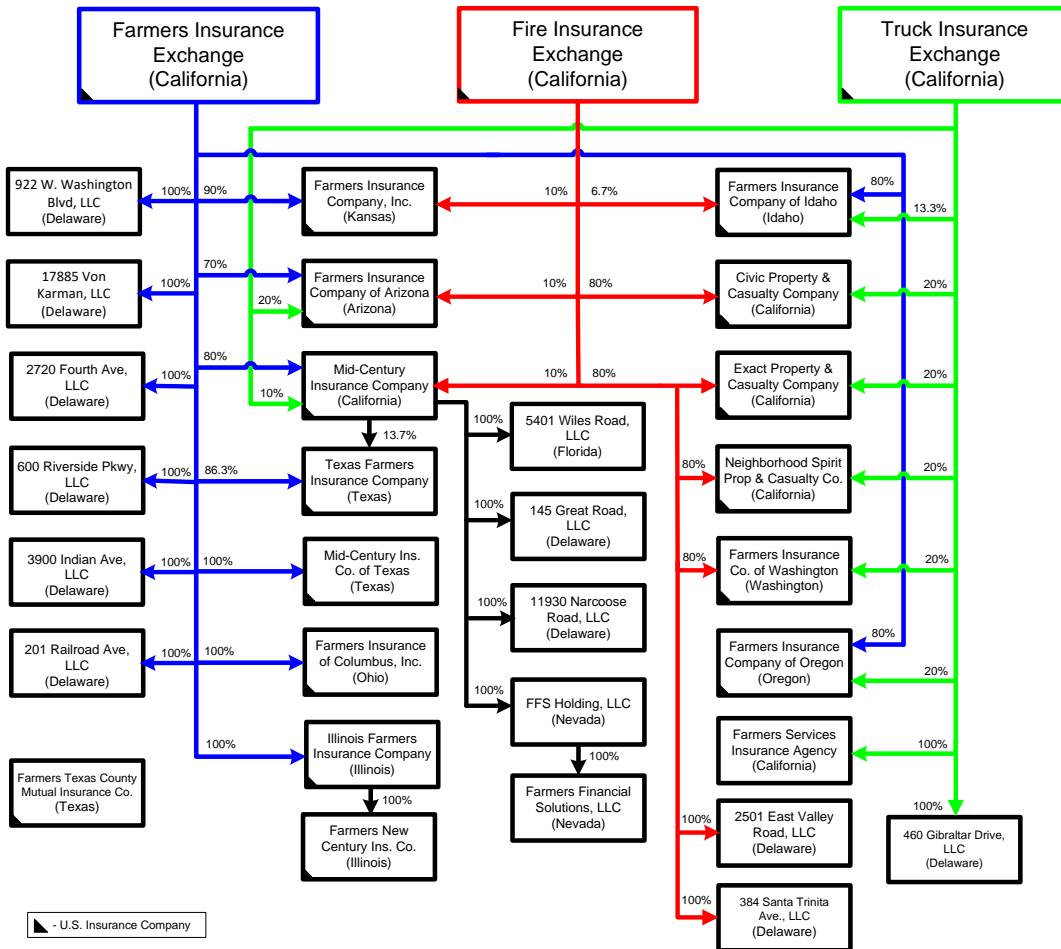 Farmers Insurance
Exchange
(California)
Fire Insurance
Exchange
(California)
Truck Insurance
Exchange
(California)
922 W. Washington
Blvd, LLC
(Delaware)
100%
90%
Farmers Insurance
Company, Inc.
(Kansas)
10%
6.7%
Farmers Insurance
Company of Idaho
(Idaho)
80%
13.3%
17885 Von
Karman, LLC
(Delaware)
100%
70%
20%
Farmers Insurance
Company of Arizona
(Arizona)
10%
80%
Civic Property &
Casualty Company
(California)
20%
2720 Fourth Ave,
LLC
(Delaware)
100%
80%
10%
Mid-Century
Insurance Company
(California)
10%
80%
Exact Property &
Casualty Company
(California)
20%
13.7%
100%
5401 Wiles Road,
LLC
(Florida)
600 Riverside Pkwy,
LLC
(Delaware)
100%
86.3%
Texas Farmers
Insurance Company
(Texas)
80%
Neighborhood Spirit
Prop & Casualty Co.
(California)
20%
100%
145 Great Road,
LLC
(Delaware)
3900 Indian Ave,
LLC
(Delaware)
100%
100%
Mid-Century Ins.
Co. of Texas
(Texas)
80%
Farmers Insurance
Co. of Washington
(Washington)
20%
100%
11930 Narcoose
Road, LLC
(Delaware)
201 Railroad Ave,
LLC
(Delaware)
100%
100%
Farmers Insurance
of Columbus, Inc.
(Ohio)
Farmers Insurance
Company of Oregon
(Oregon)
80%
20%
100%
FFS Holding, LLC
(Nevada)
100%
Illinois Farmers
Insurance Company
(Illinois)
Farmers Services
Insurance Agency
(California)
100%
100%
Farmers Financial
Solutions, LLC
(Nevada)
Farmers Texas County
Mutual Insurance Co.
(Texas)
100%
Farmers New
Century Ins. Co.
(Illinois)
100%
2501 East Valley
Road, LLC
(Delaware)
100%
460 Gibraltar Drive,
LLC
(Delaware)
100%
384 Santa Trinita
Ave., LLC
(Delaware)
- U.S. Insurance Company